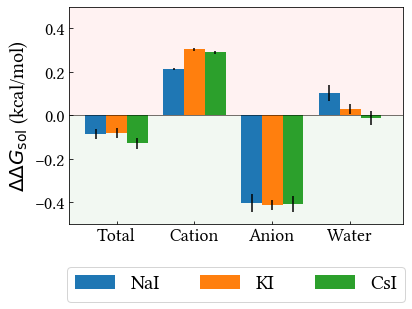 ΔΔG_sol (kcal/mol)
0.4
0.2
0.0
−0.2
−0.4
Total Cation Anion Water
NaI KI CsI